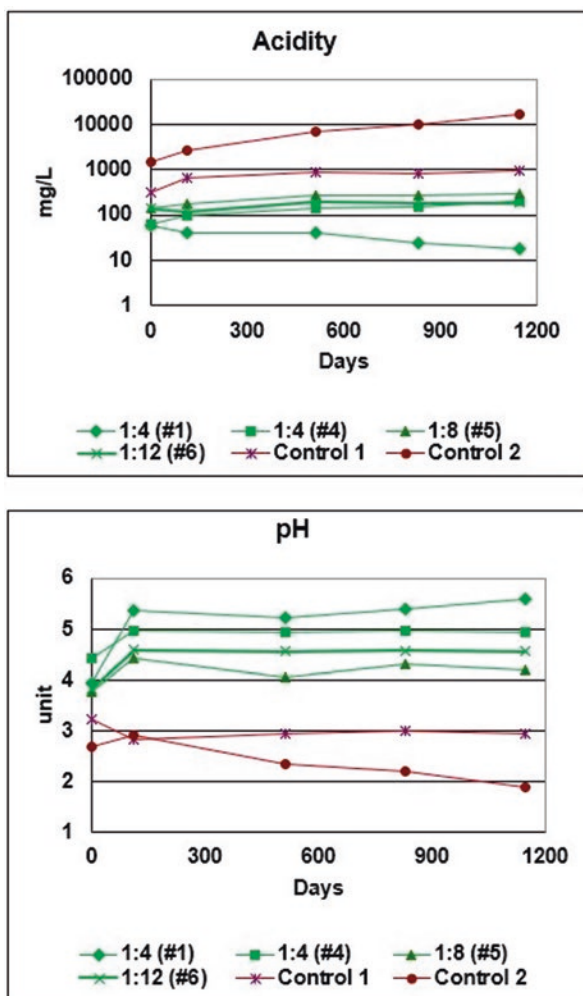 Acidity
100000
10000
1000
100
10
1
mg/L
0 300 600 900 1200
Days
1:4 (#1) 1:4 (#4) 1:8 (#5)
1:12 (#6) Control 1 Control 2
pH
6
5
4
3
2
1
unit
0 300 600 900 1200
Days
1:4 (#1) 1:4 (#4) 1:8 (#5)
1:12 (#6) Control 1 Control 2